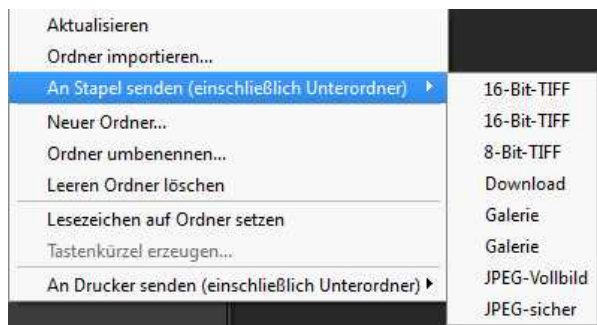 Aktualisieren
Ordner importieren...
An Stapel senden (einschließlich Unterordner)
Neuer Ordner...
Ordner umbenennen...
Leeren Ordner löschen
Lesezeichen auf Ordner setzen
Tastenkürzel erzeugen...
An Drucker senden (einschließlich Unterordner)
16-Bit-TIFF
16-Bit-TIFF
8-Bit-TIFF
Download
Galerie
Galerie
JPEG-Vollbild
JPEG-sicher